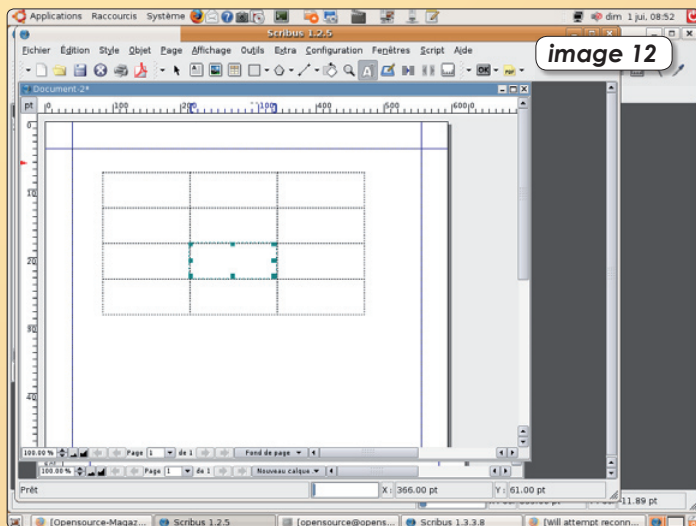 Applications Raccourcis Système dim 1 jui, 08:52
Scribus 1.2.5
Fichier Édition Style Objet Page Affichage Outils Extra Configuration Fenêtres Script Aide
image 12
Document-2*
pt 0 100 200 100 400 500 600
0
10
20
30
40
100.00 % Page 1 de 1 Fond de page
100.00 % Page 1 de 1 Nouveau calque
Prêt X : 366.00 pt Y : 61.00 pt
-11.89 pt
[Opensource-Magaz... Scribus 1.2.5 [opensource@opens... Scribus 1.3.3.8 [Will attempt recon...